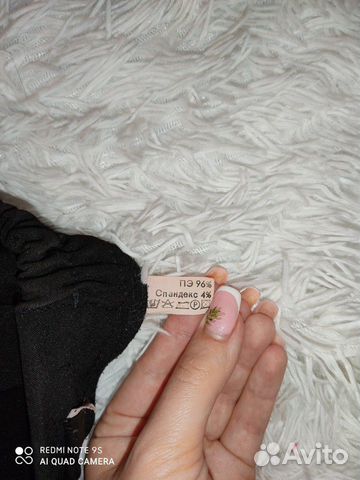 ПЭ 96%
Спандекс 4%
P
REDMI NOTE 9S
AI QUAD CAMERA
Avito